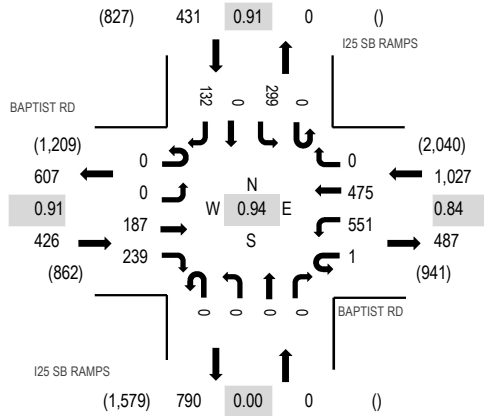 (827) 431 0.91 0 ()
I25 SB RAMPS
132 0 299 0
BAPTIST RD
(1,209) 0 0 (2,040)
607 0 N 475 1,027
0.91 W 0.94 E 0.84
426 187 S 551 487
(862) 239 1 (941)
0 0 0 0
BAPTIST RD
I25 SB RAMPS
(1,579) 790 0.00 0 ()